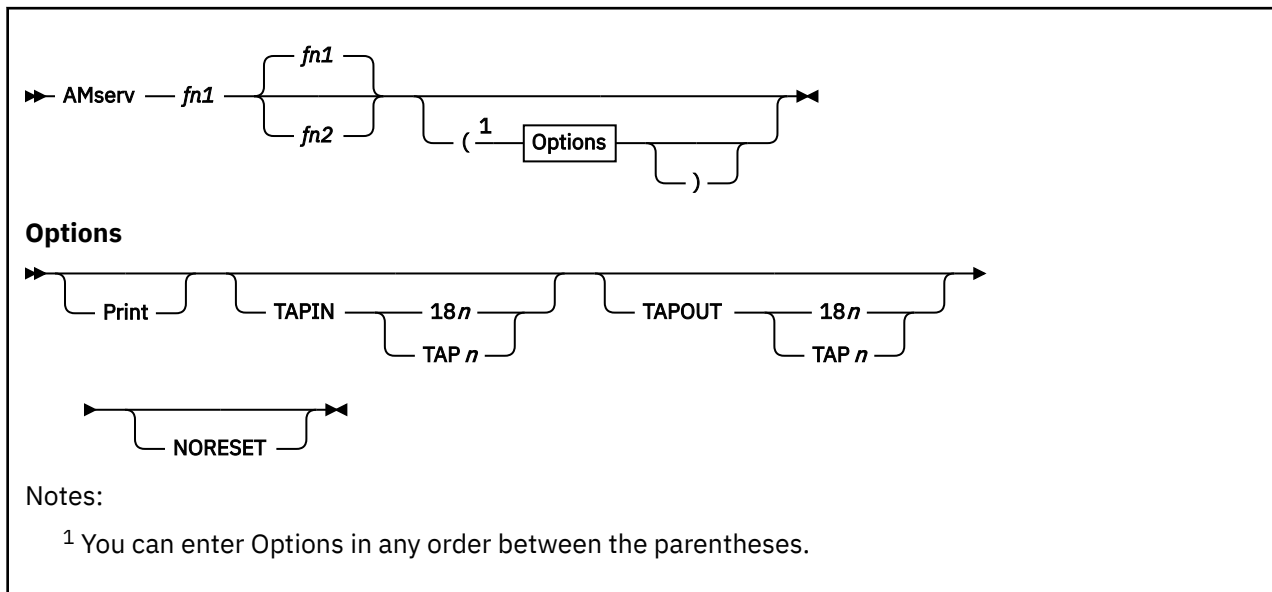 fn1
AMserv fn1
fn2
( 1 Options
)
Options
Print TAPIN 18n TAPOUT 18n
TAP n TAP n
NORESET
Notes:
1 You can enter Options in any order between the parentheses.